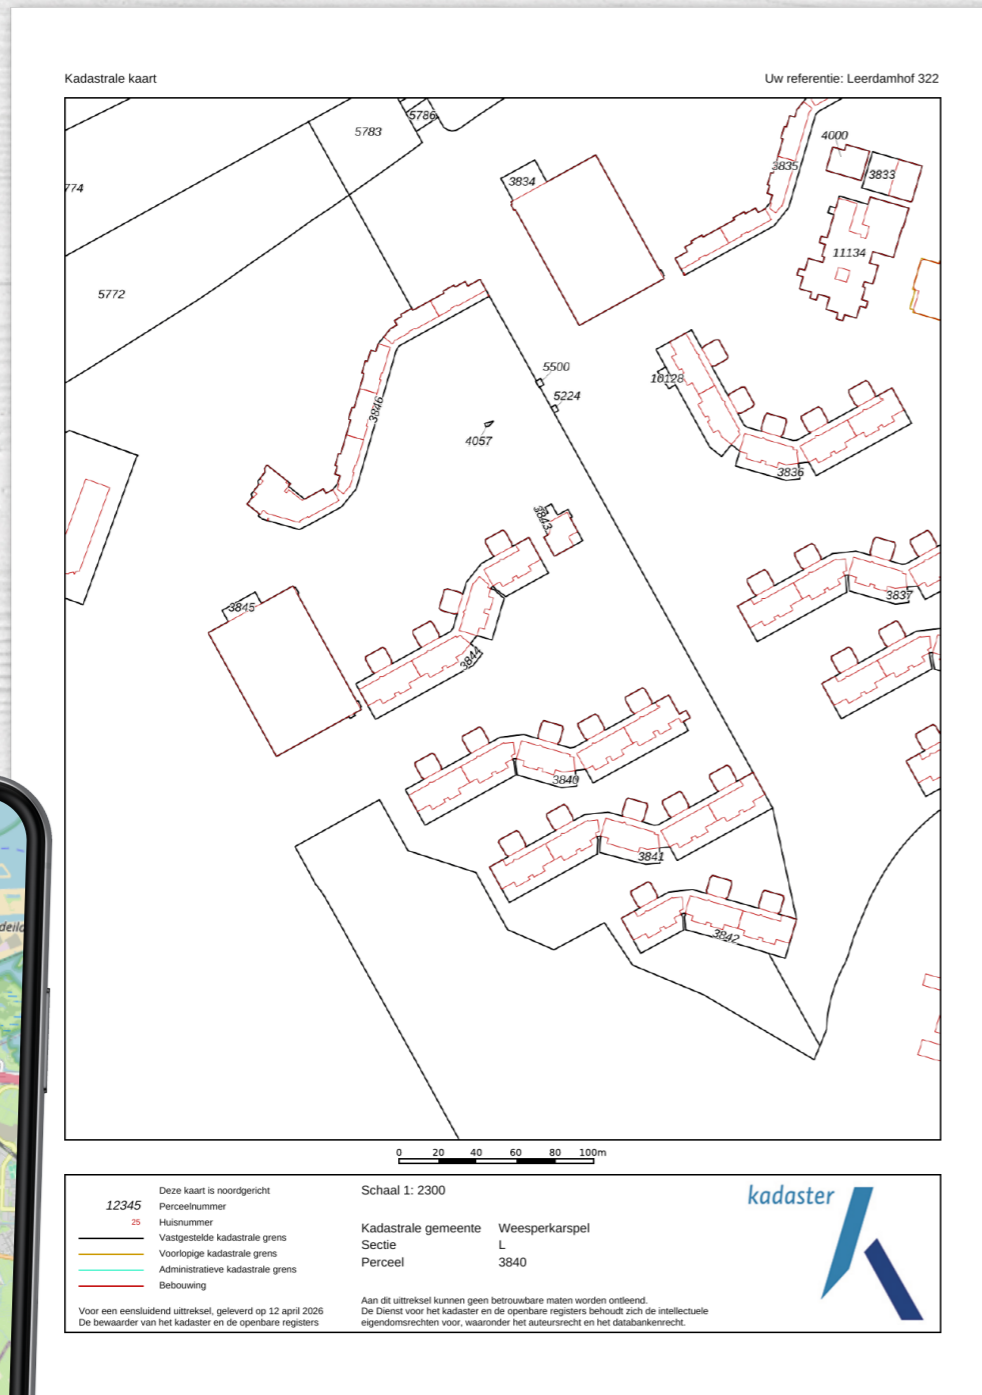 Kadastrale kaart
Uw referentie: Leerdamhof 322
5786
5783
4000
774
3834
3835
3833
11134
5772
5500
10128
5224
3846
4057
3836
3843
3845
3837
3844
3840
3841
3842
0 20 40 60 80 100m
Deze kaart is noordgericht
12345 Perceelnummer
25 Huisnummer
Vastgestelde kadastrale grens
Voorlopige kadastrale grens
Administratieve kadastrale grens
Bebouwing
Voor een eensluidend uittreksel, geleverd op 12 april 2026
De bewaarder van het kadaster en de openbare registers
Schaal 1: 2300
Kadastrale gemeente Weesperkarspel
Sectie L
Perceel 3840
Aan dit uittreksel kunnen geen betrouwbare maten worden ontleend.
De Dienst voor het kadaster en de openbare registers behoudt zich de intellectuele
eigendomsrechten voor, waaronder het auteursrecht en het databankenrecht.
kadaster